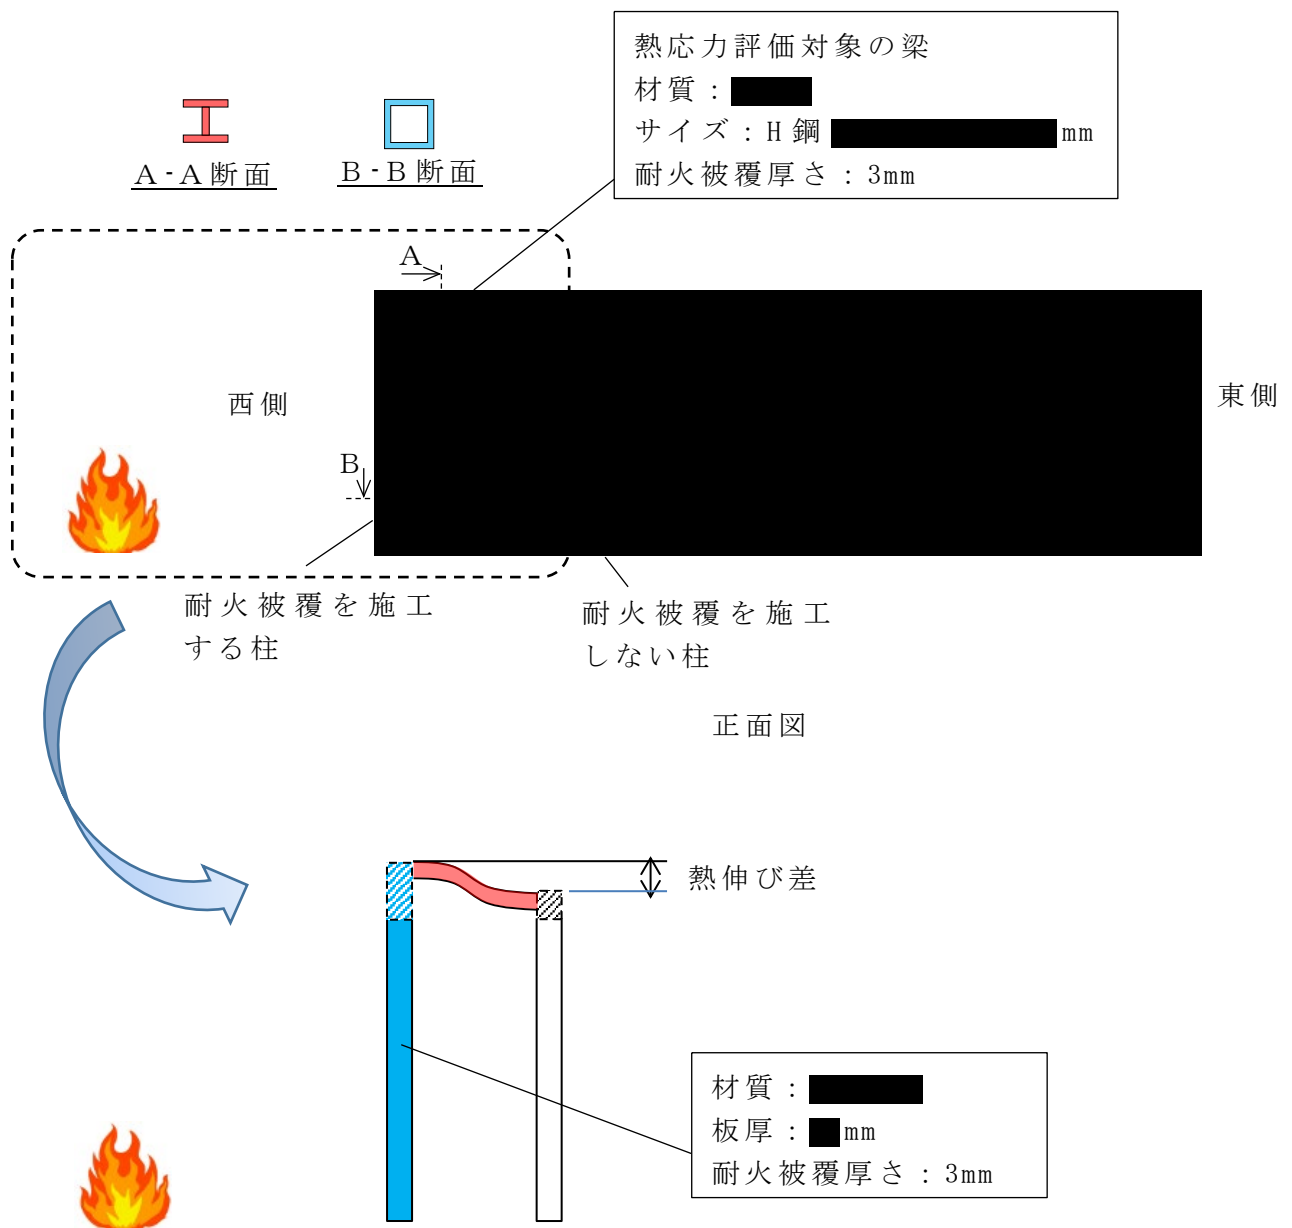 熱応力評価対象の梁
材質：
サイズ：H鋼 mm
耐火被覆厚さ：3mm
A-A断面
B-B断面
A
西側
東側
B
耐火被覆を施工
する柱
耐火被覆を施工
しない柱
正面図
熱伸び差
材質：
板厚： mm
耐火被覆厚さ：3mm